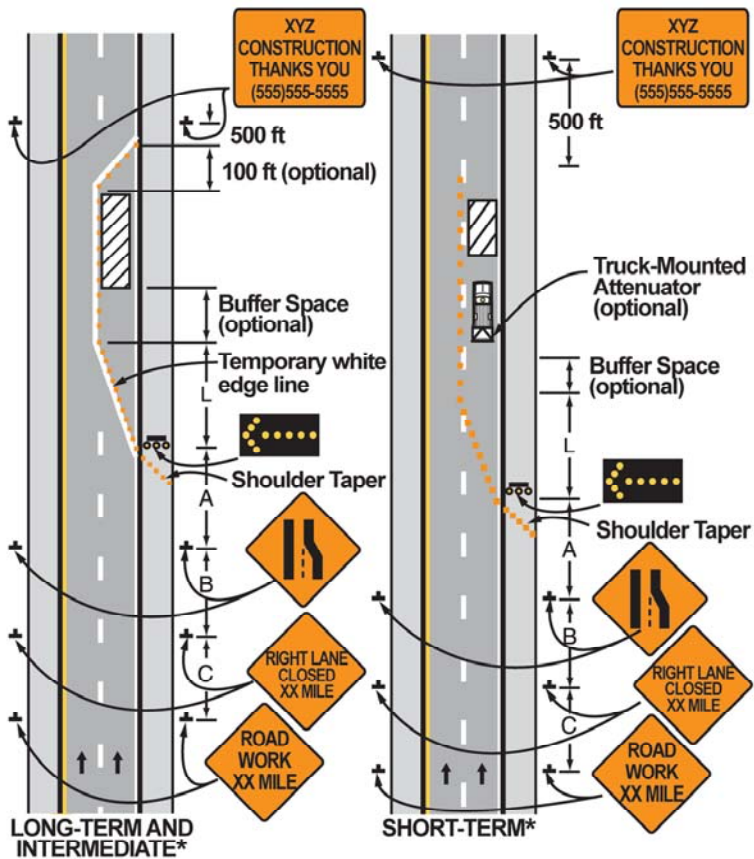 XYZ
CONSTRUCTION
THANKS YOU
(555)555-5555
500 ft
100 ft (optional)
Buffer Space
(optional)
Temporary white
edge line
L
Shoulder Taper
A
B
C
RIGHT LANE
CLOSED
XX MILE
ROAD
WORK
XX MILE
LONG-TERM AND
INTERMEDIATE*
XYZ
CONSTRUCTION
THANKS YOU
(555)555-5555
500 ft
Truck-Mounted
Attenuator
(optional)
Buffer Space
(optional)
L
Shoulder Taper
A
B
C
RIGHT LANE
CLOSED
XX MILE
ROAD
WORK
XX MILE
SHORT-TERM*